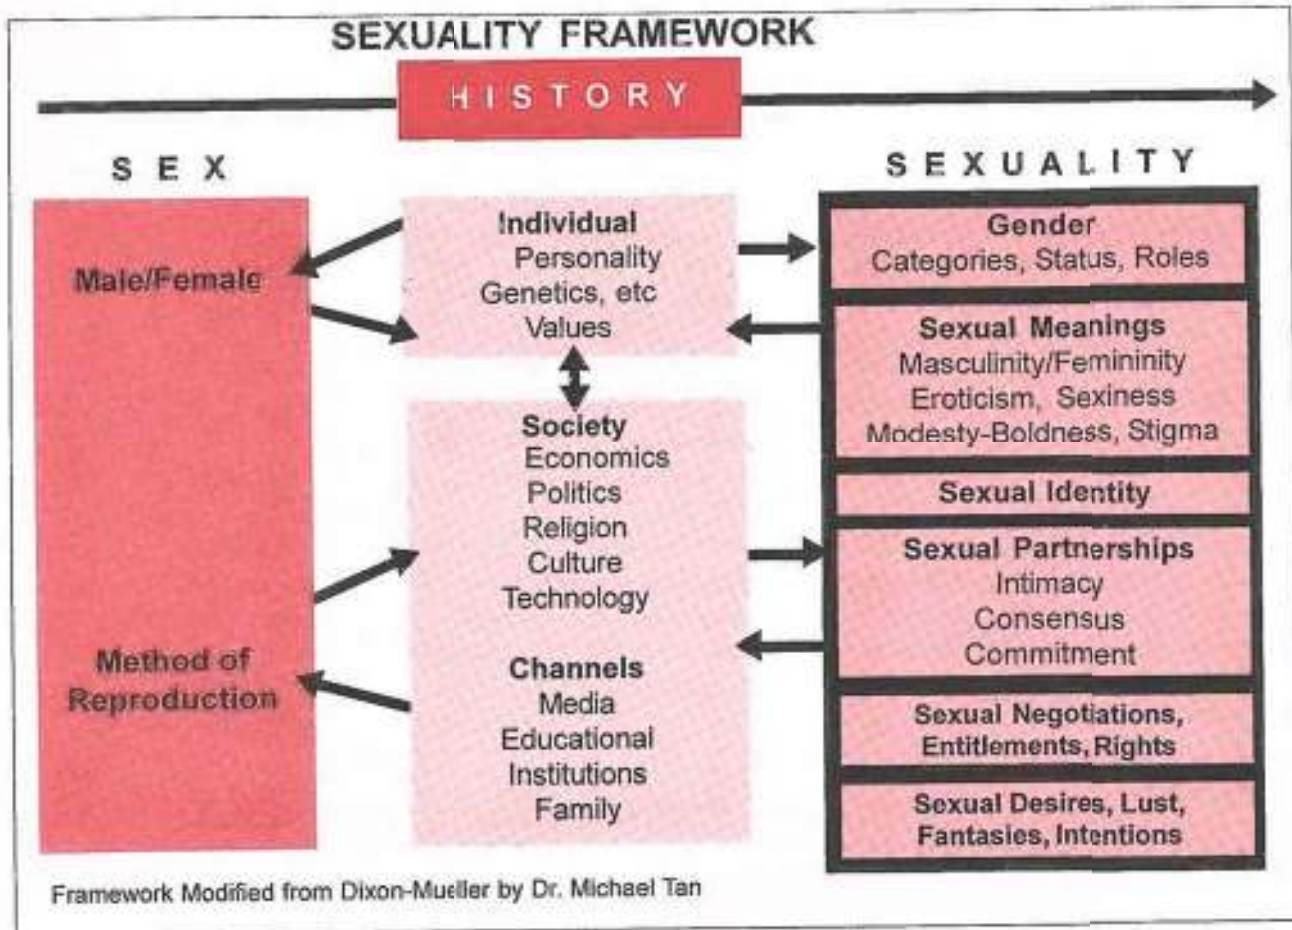 SEXUALITY FRAMEWORK
HISTORY
SEX
Male/Female
Method of
Reproduction
Individual
Personality
Genetics, etc
Values
Society
Economics
Politics
Religion
Culture
Technology
Channels
Media
Educational
Institutions
Family
SEXUALITY
Gender
Categories, Status, Roles
Sexual Meanings
Masculinity/Femininity
Eroticism, Sexiness
Modesty-Boldness, Stigma
Sexual Identity
Sexual Partnerships
Intimacy
Consensus
Commitment
Sexual Negotiations,
Entitlements, Rights
Sexual Desires, Lust,
Fantasies, Intentions
Framework Modified from Dixon-Mueller by Dr. Michael Tan